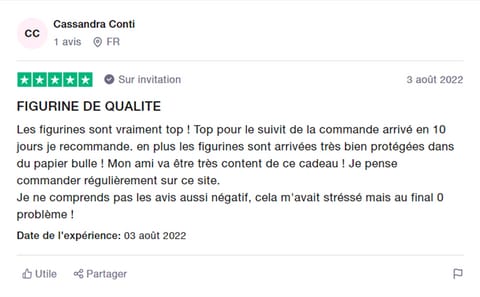 CC
Cassandra Conti
1 avis FR
Sur invitation
3 août 2022
FIGURINE DE QUALITE
Les figurines sont vraiment top ! Top pour le suivit de la commande arrivé en 10
jours je recommande. en plus les figurines sont arrivées très bien protégées dans
du papier bulle ! Mon ami va être très content de ce cadeau ! Je pense
commander régulièrement sur ce site.
Je ne comprends pas les avis aussi négatif, cela m'avait stréssé mais au final 0
problème !
Date de l'expérience: 03 août 2022
Utile Partager